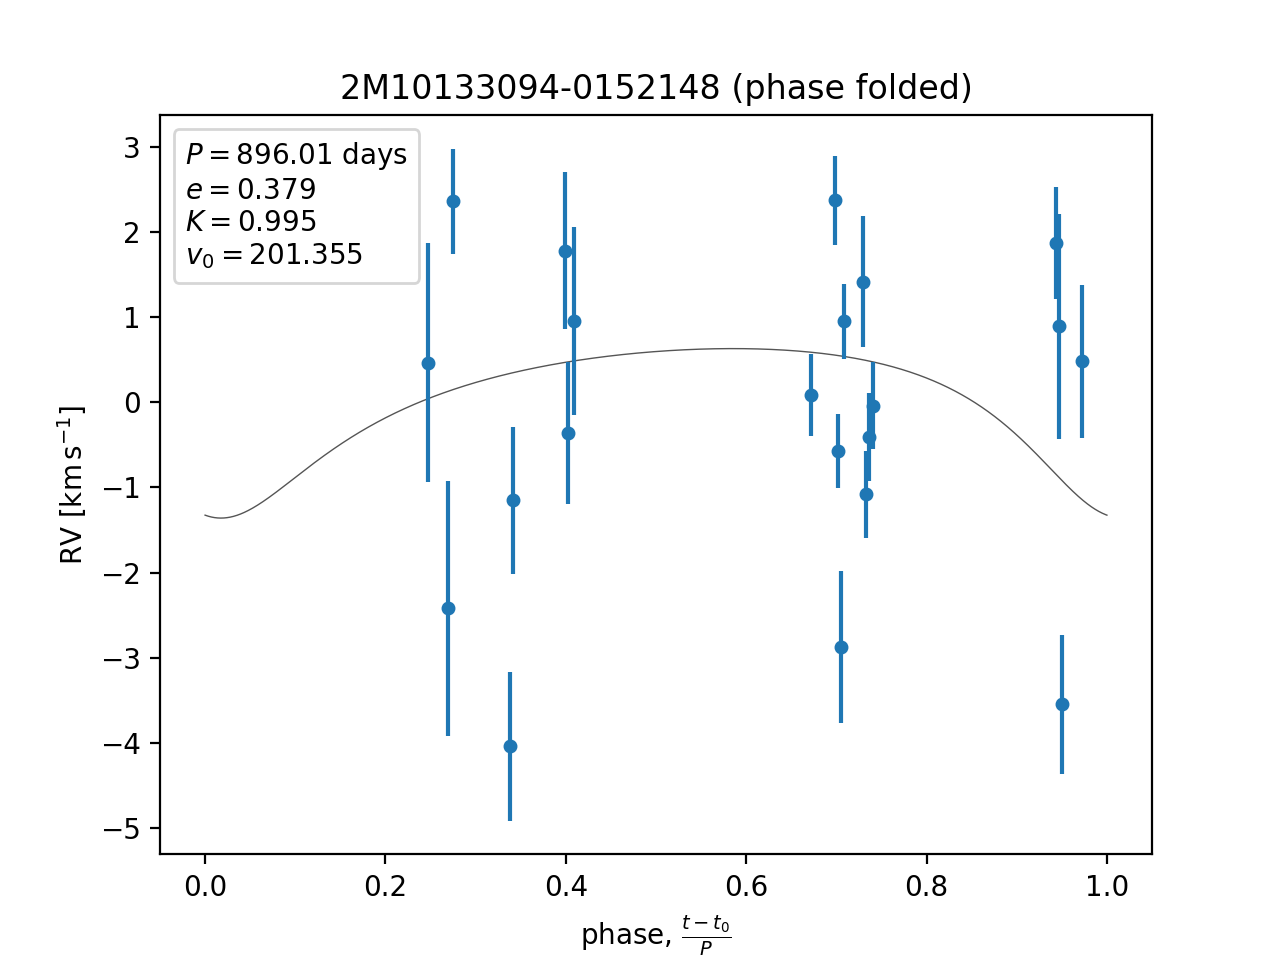 2M10133094-0152148 (phase folded)
P = 896.01 days
e = 0.379
K = 0.995
v₀ = 201.355
3
2
1
0
−1
−2
−3
−4
−5
RV [km s⁻¹]
0.0 0.2 0.4 0.6 0.8 1.0
phase, (t − t₀)/P